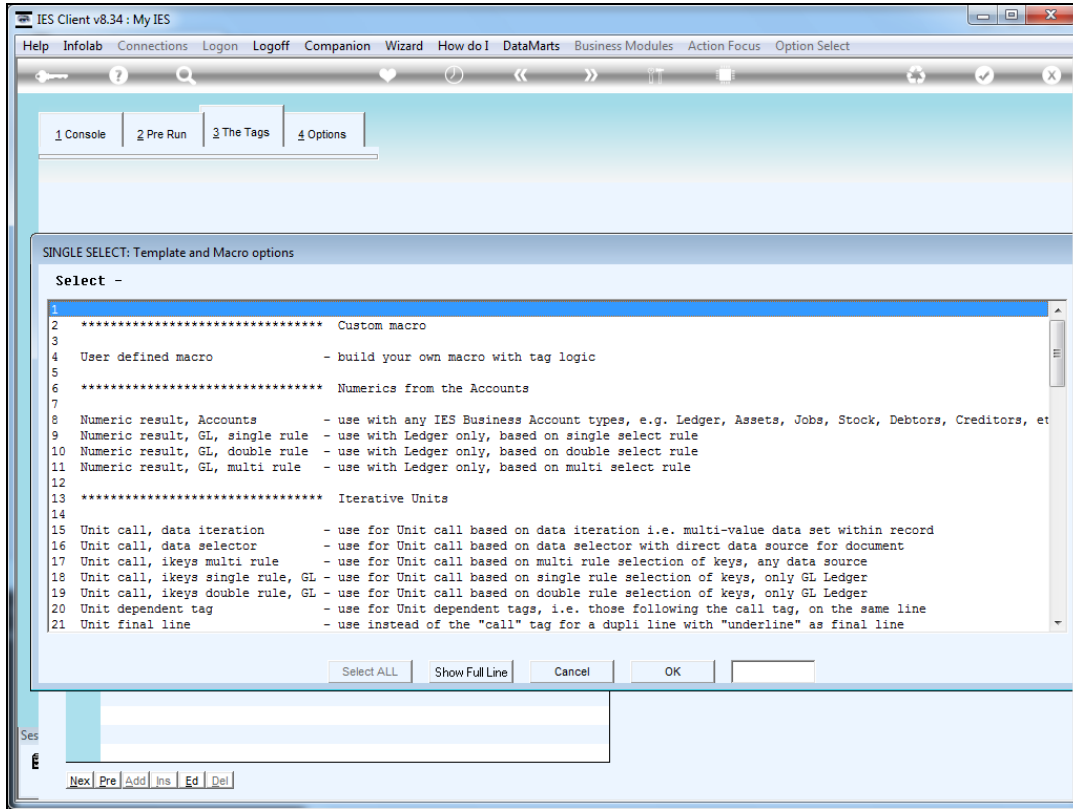 IES Client v8.34 : My IES
Help Infolab Connections Logon Logoff Companion Wizard How do I DataMarts Business Modules Action Focus Option Select
1 Console 2 Pre Run 3 The Tags 4 Options
SINGLE SELECT: Template and Macro options
Select -
1
2 ********************************* Custom macro
3
4 User defined macro - build your own macro with tag logic
5
6 ********************************* Numerics from the Accounts
7
8 Numeric result, Accounts - use with any IES Business Account types, e.g. Ledger, Assets, Jobs, Stock, Debtors, Creditors, et
9 Numeric result, GL, single rule - use with Ledger only, based on single select rule
10 Numeric result, GL, double rule - use with Ledger only, based on double select rule
11 Numeric result, GL, multi rule - use with Ledger only, based on multi select rule
12
13 ********************************* Iterative Units
14
15 Unit call, data iteration - use for Unit call based on data iteration i.e. multi-value data set within record
16 Unit call, data selector - use for Unit call based on data selector with direct data source for document
17 Unit call, ikeys multi rule - use for Unit call based on multi rule selection of keys, any data source
18 Unit call, ikeys single rule, GL - use for Unit call based on single rule selection of keys, only GL Ledger
19 Unit call, ikeys double rule, GL - use for Unit call based on double rule selection of keys, only GL Ledger
20 Unit dependent tag - use for Unit dependent tags, i.e. those following the call tag, on the same line
21 Unit final line - use instead of the "call" tag for a dupli line with "underline" as final line
Select ALL Show Full Line Cancel OK
Ses
Nex Pre Add Ins Ed Del